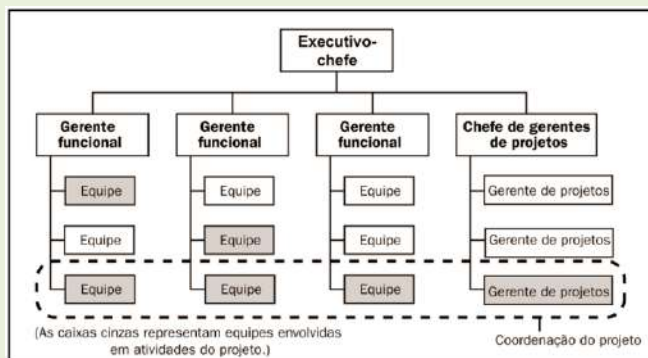 Executivo-
chefe
Gerente
funcional
Gerente
funcional
Gerente
funcional
Chefe de gerentes
de projetos
Equipe
Equipe
Equipe
Gerente de projetos
Equipe
Equipe
Equipe
Gerente de projetos
Equipe
Equipe
Equipe
Gerente de projetos
(As caixas cinzas representam equipes envolvidas
em atividades do projeto.)
Coordenação do projeto